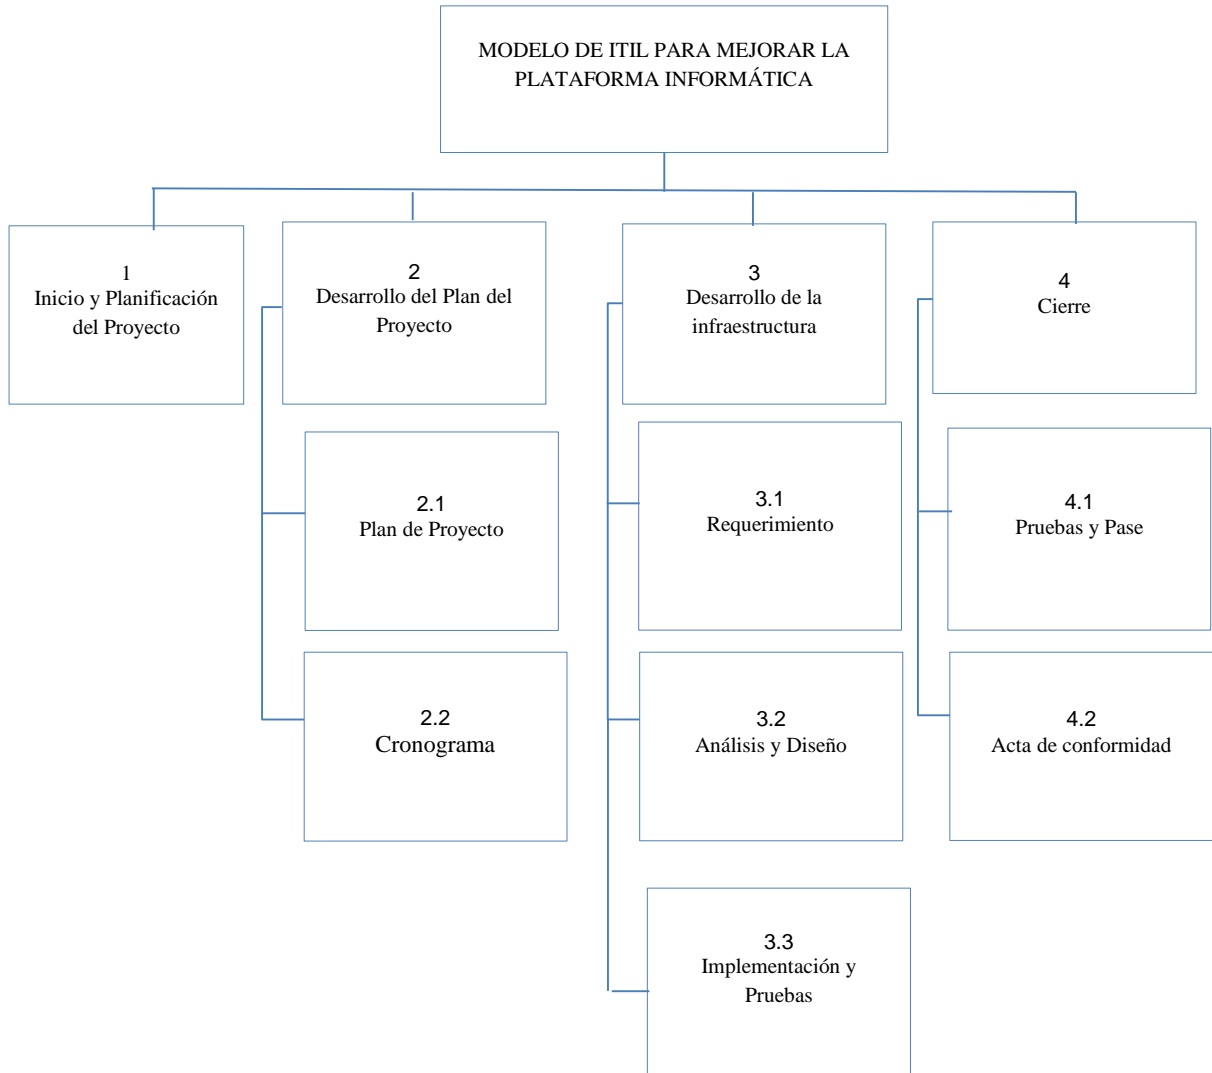 MODELO DE ITIL PARA MEJORAR LA
PLATAFORMA INFORMÁTICA
1
Inicio y Planificación
del Proyecto
2
Desarrollo del Plan del
Proyecto
3
Desarrollo de la
infraestructura
4
Cierre
2.1
Plan de Proyecto
3.1
Requerimiento
4.1
Pruebas y Pase
2.2
Cronograma
3.2
Análisis y Diseño
4.2
Acta de conformidad
3.3
Implementación y
Pruebas